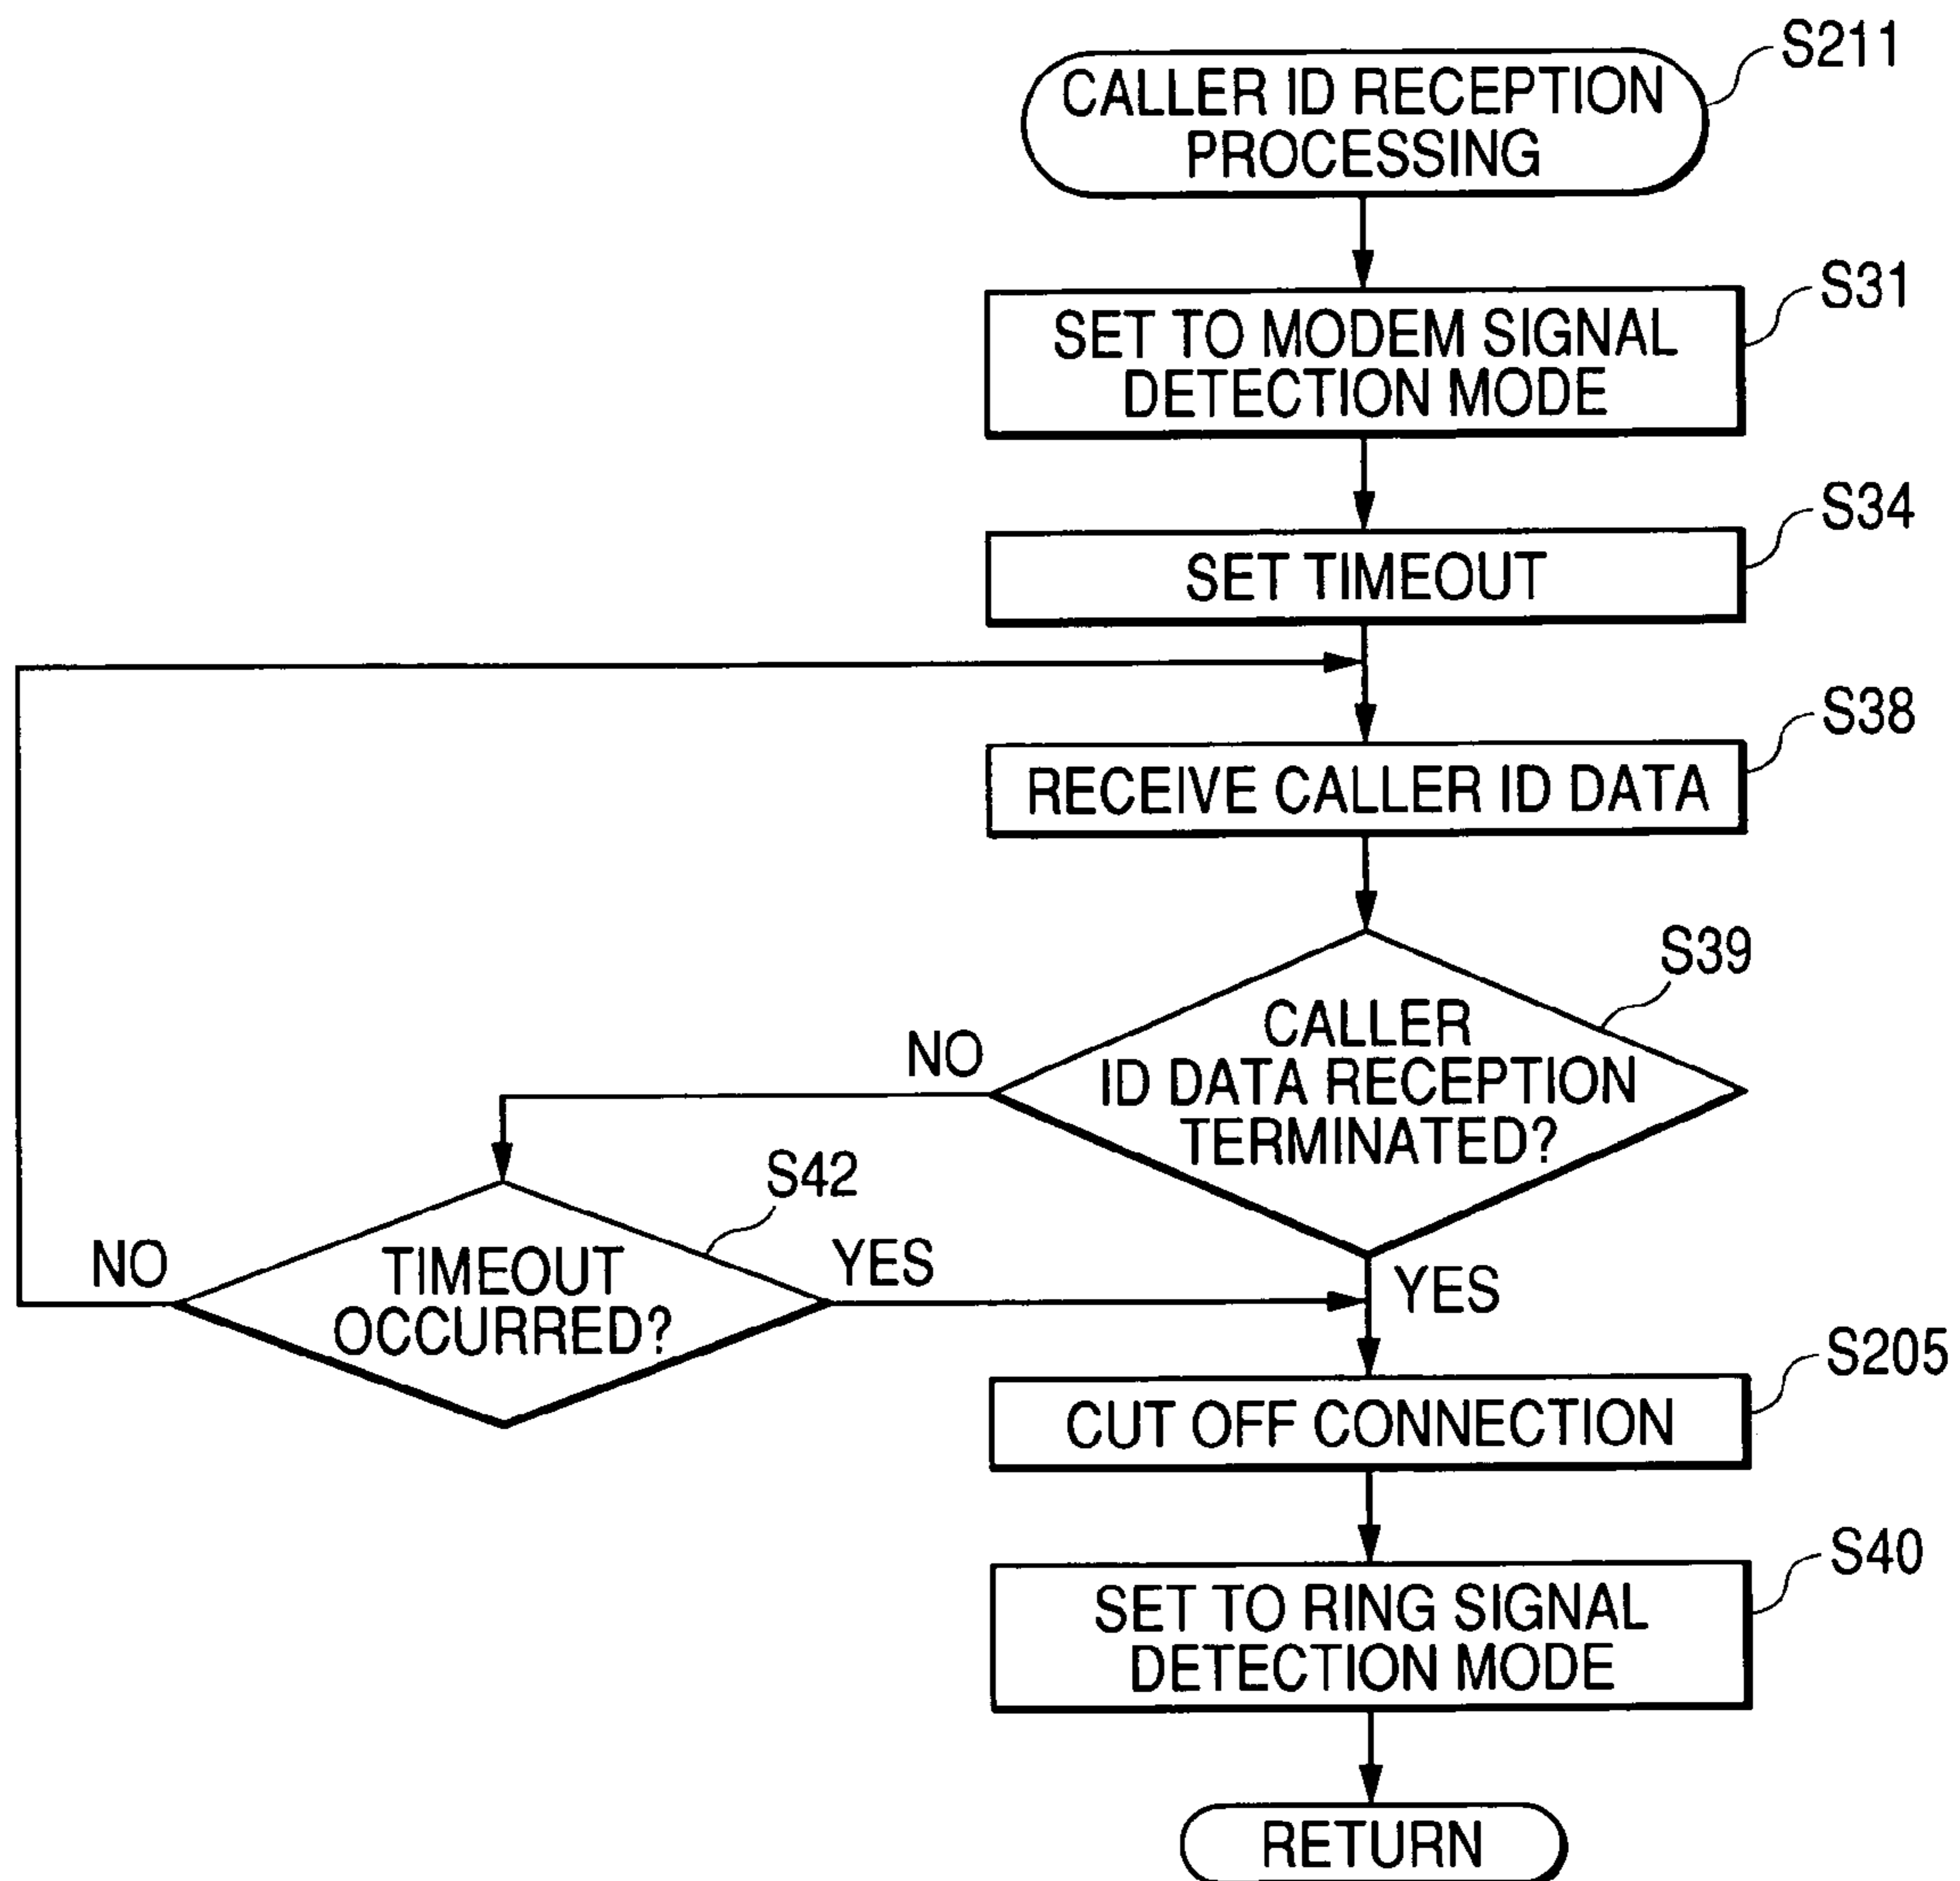 S211
CALLER ID RECEPTION
PROCESSING
S31
SET TO MODEM SIGNAL
DETECTION MODE
S34
SET TIMEOUT
S38
RECEIVE CALLER ID DATA
S39
CALLER
ID DATA RECEPTION
TERMINATED?
NO
YES
S42
TIMEOUT
OCCURRED?
NO
YES
S205
CUT OFF CONNECTION
S40
SET TO RING SIGNAL
DETECTION MODE
RETURN